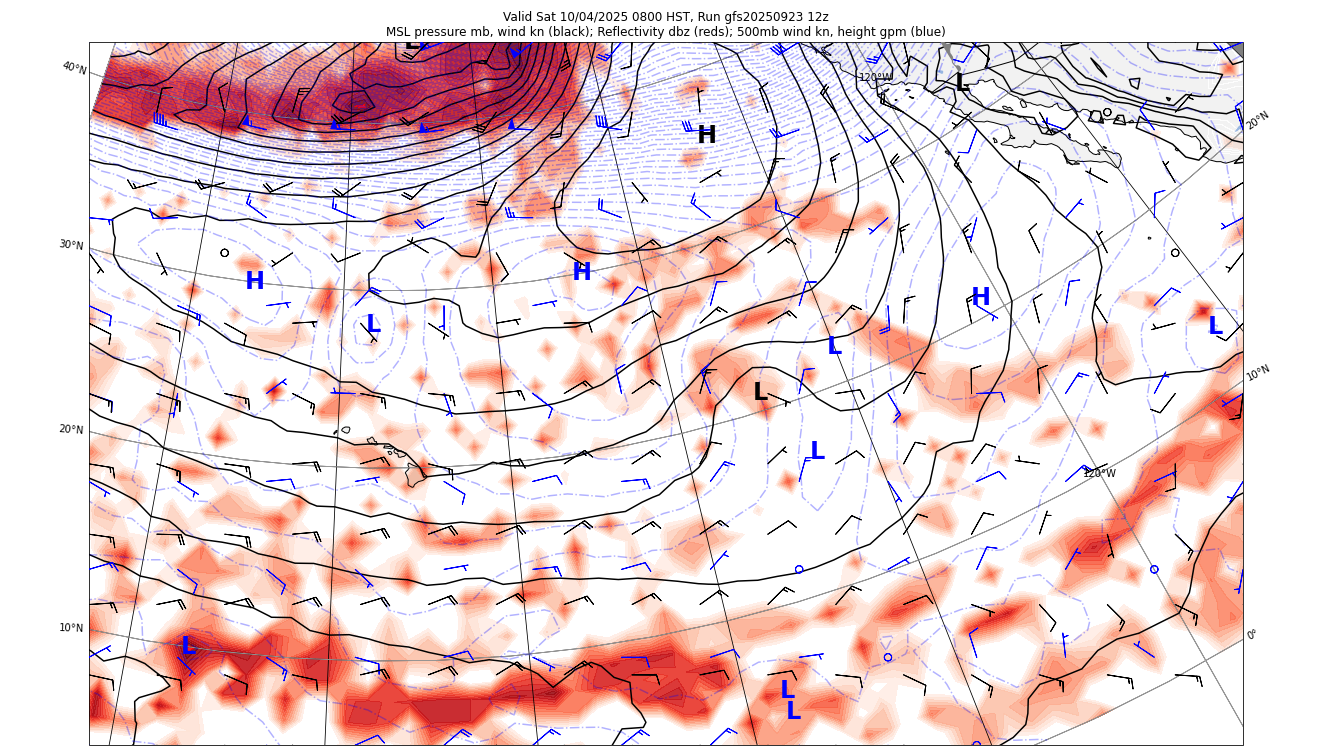 Valid Sat 10/04/2025 0800 HST, Run gfs20250923 12z
MSL pressure mb, wind kn (black); Reflectivity dbz (reds); 500mb wind kn, height gpm (blue)
L
40°N
120°W
L
20°N
H
30°N
H
H
H
L
L
L
10°N
L
20°N
L
120°W
10°N
0°
L
L
L